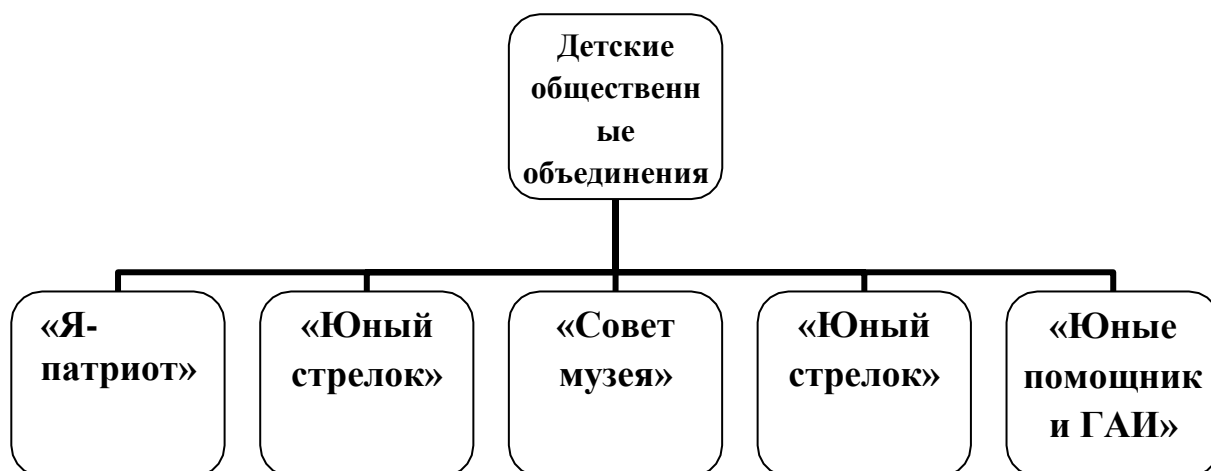 Детские
общественн
ые
объединения
«Я-
патриот»
«Юный
стрелок»
«Совет
музея»
«Юный
стрелок»
«Юные
помощник
и ГАИ»